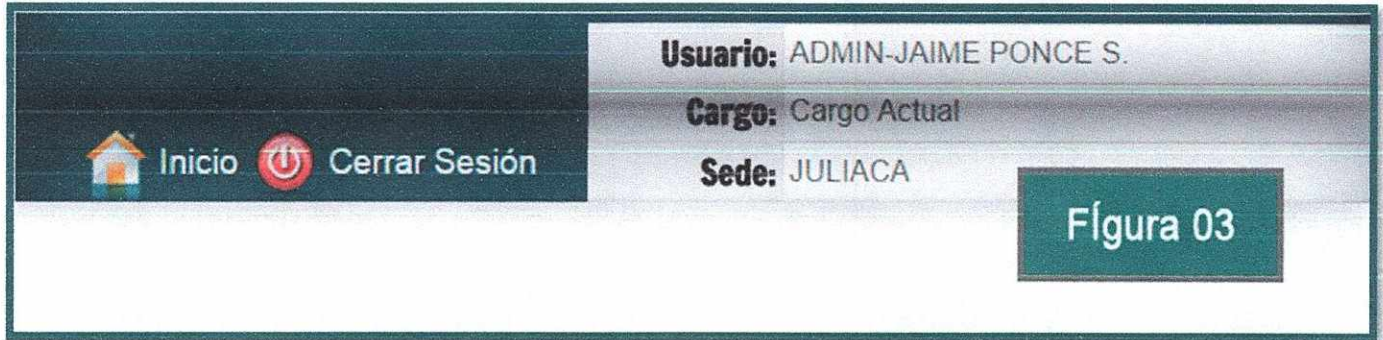 Usuario: ADMIN-JAIME PONCE S.
Cargo: Cargo Actual
Inicio Cerrar Sesión
Sede: JULIACA
FÍgura 03